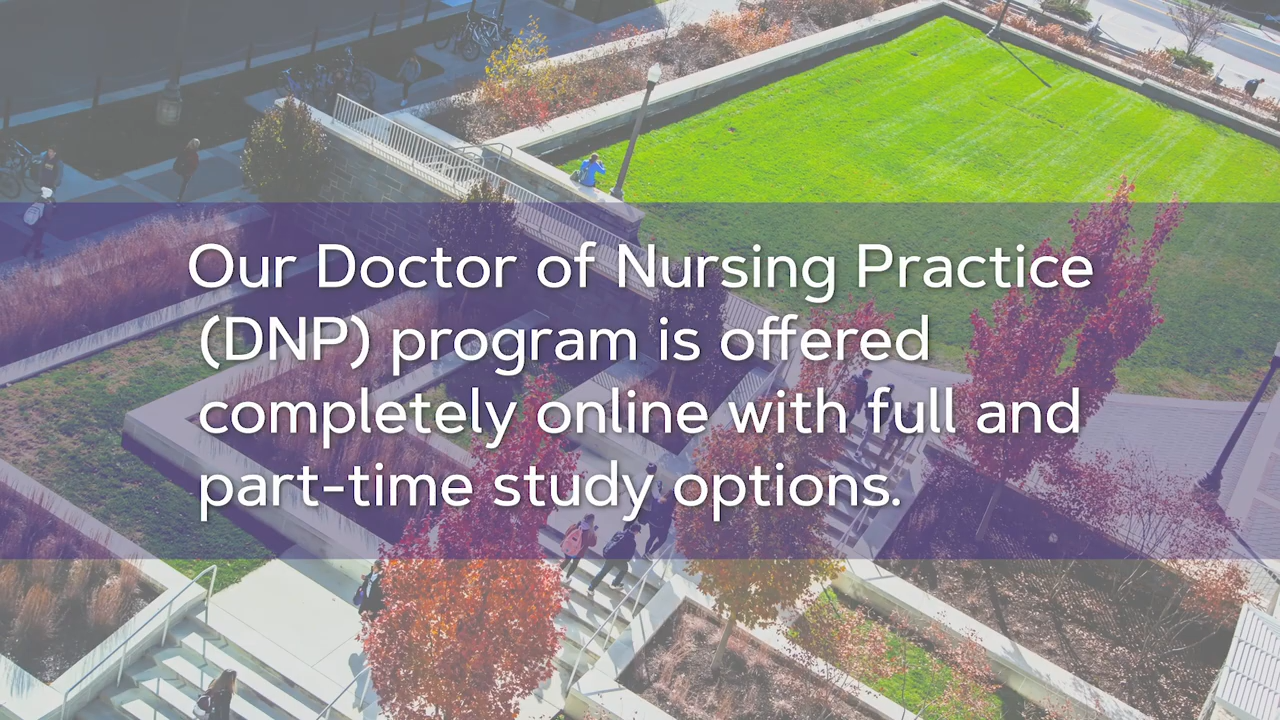 Our Doctor of Nursing Practice
(DNP) program is offered
completely online with full and
part-time study options.